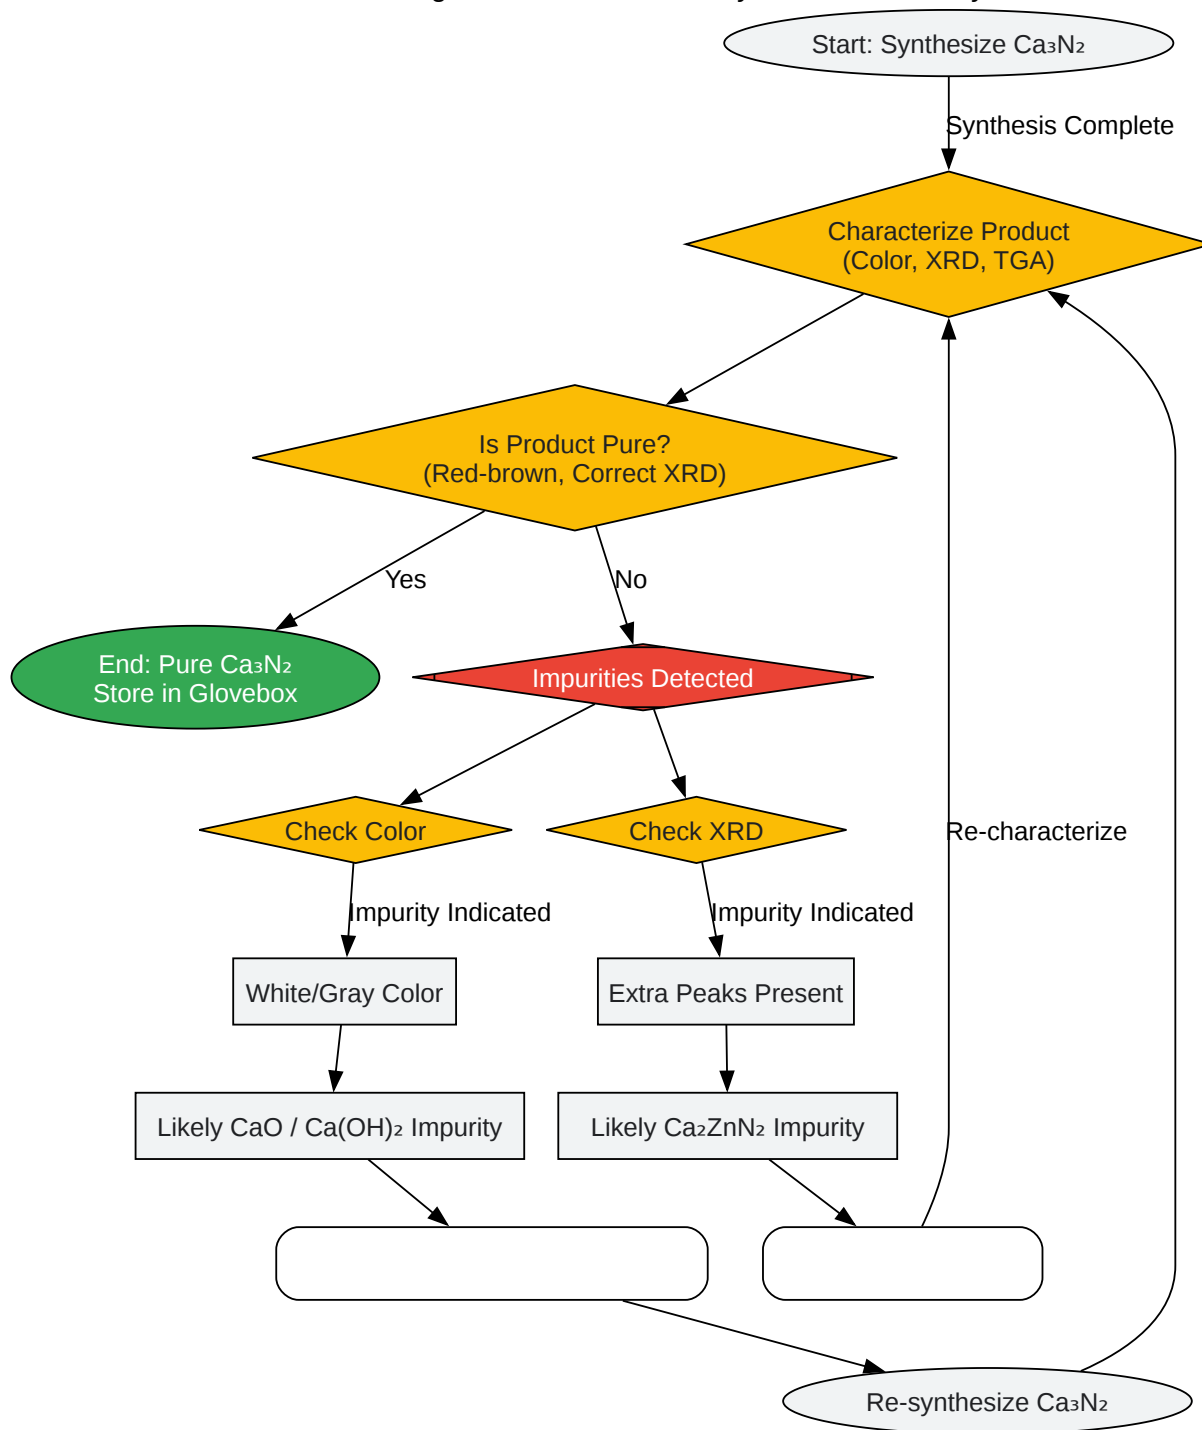 Start: Synthesize Ca₃N₂
Synthesis Complete
Characterize Product
(Color, XRD, TGA)
Is Product Pure?
(Red-brown, Correct XRD)
Yes
No
End: Pure Ca₃N₂
Store in Glovebox
Impurities Detected
Check Color
Check XRD
Re-characterize
Impurity Indicated
Impurity Indicated
White/Gray Color
Extra Peaks Present
Likely CaO / Ca(OH)₂ Impurity
Likely Ca₂ZnN₂ Impurity
Re-synthesize Ca₃N₂